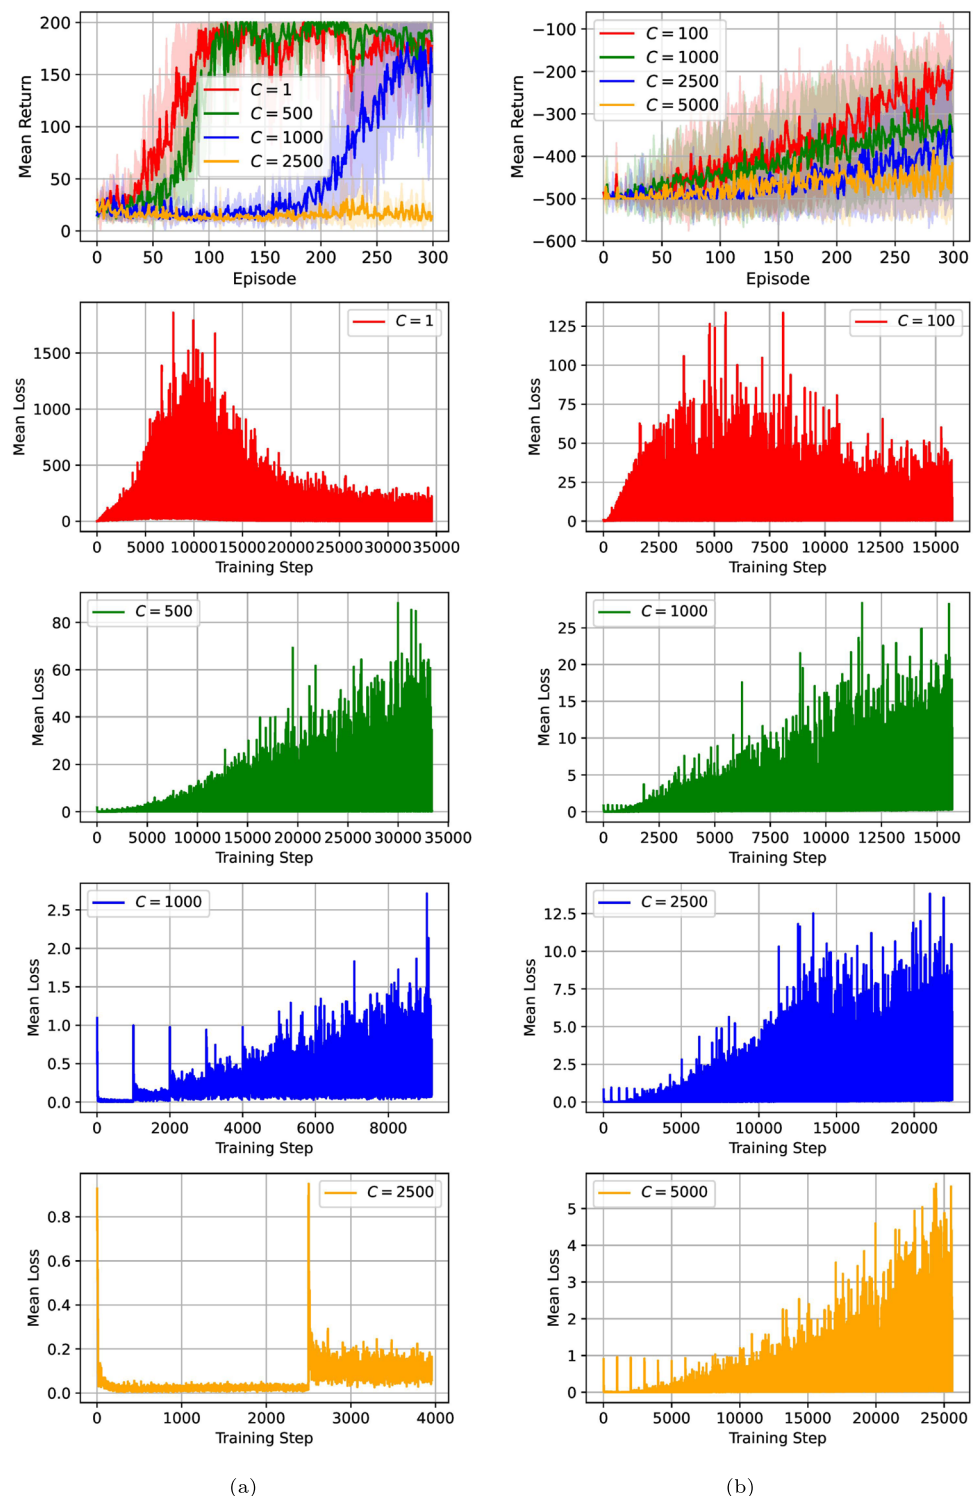 200
150
100
50
0
Mean Return
C = 1
C = 500
C = 1000
C = 2500
0 50 100 150 200 250 300
Episode
−100
−200
−300
−400
−500
−600
Mean Return
C = 100
C = 1000
C = 2500
C = 5000
0 50 100 150 200 250 300
Episode
1500
1000
500
0
Mean Loss
C = 1
0 5000 10000 15000 20000 25000 30000 35000
Training Step
125
100
75
50
25
0
Mean Loss
C = 100
0 2500 5000 7500 10000 12500 15000
Training Step
80
60
40
20
0
Mean Loss
C = 500
0 5000 10000 15000 20000 25000 30000 35000
Training Step
25
20
15
10
5
0
Mean Loss
C = 1000
0 2500 5000 7500 10000 12500 15000
Training Step
2.5
2.0
1.5
1.0
0.5
0.0
Mean Loss
C = 1000
0 2000 4000 6000 8000
Training Step
12.5
10.0
7.5
5.0
2.5
0.0
Mean Loss
C = 2500
0 5000 10000 15000 20000
Training Step
0.8
0.6
0.4
0.2
0.0
Mean Loss
C = 2500
0 1000 2000 3000 4000
Training Step
5
4
3
2
1
0
Mean Loss
C = 5000
0 5000 10000 15000 20000 25000
Training Step
(a)
(b)